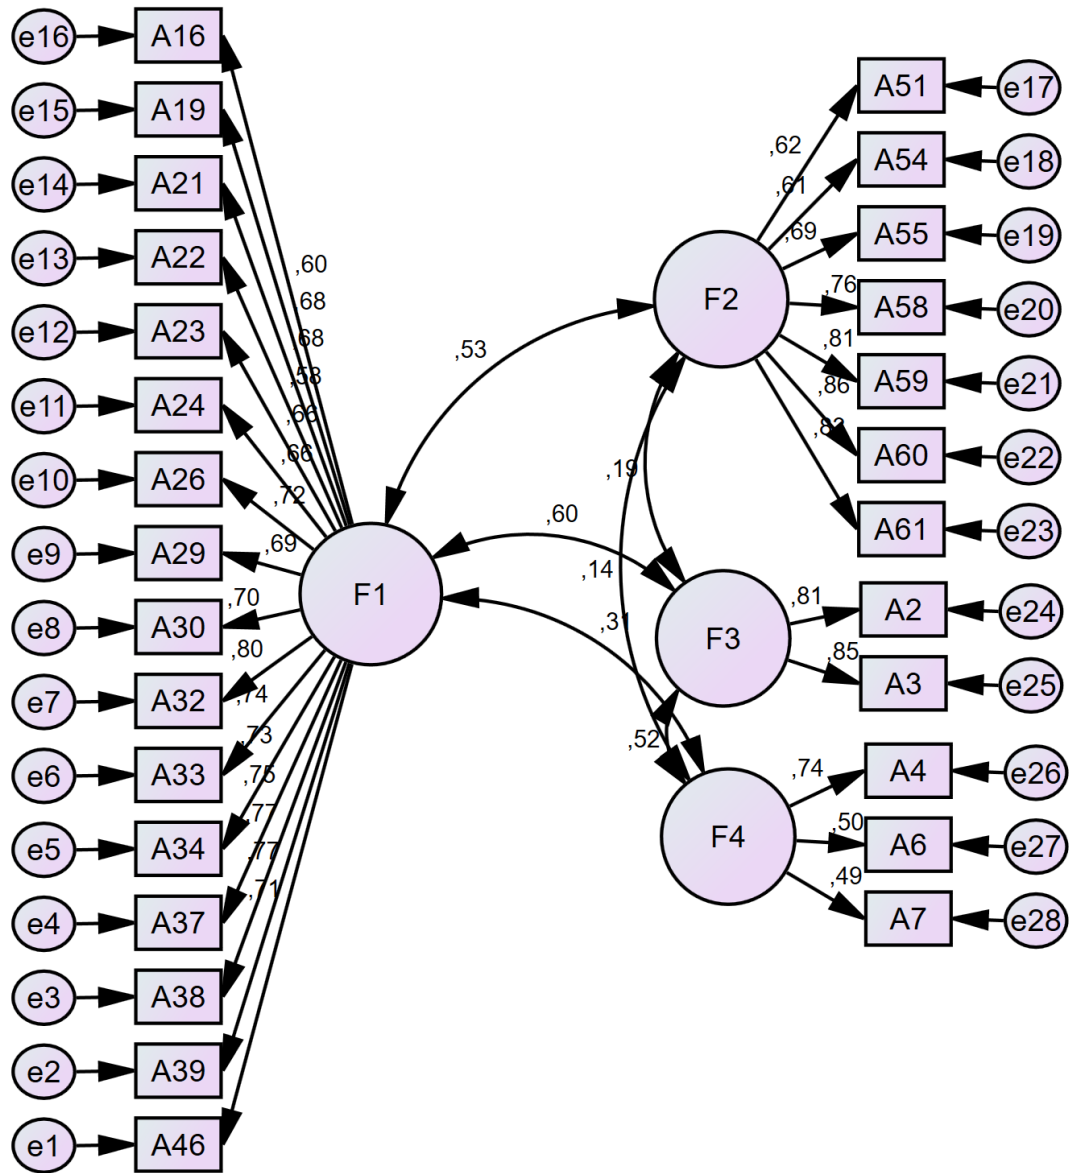 e16 A16
e15 A19
e14 A21
e13 A22
e12 A23
e11 A24
e10 A26
e9 A29
e8 A30
e7 A32
e6 A33
e5 A34
e4 A37
e3 A38
e2 A39
e1 A46
,60
,68
,68
,58
,66
,66
,72
,69
,70
,80
,74
,73
,75
,77
,77
,71
F1
,53
,60
,31
,19
,14
,52
F2
,62
,61
,69
,76
,81
,86
,83
A51 e17
A54 e18
A55 e19
A58 e20
A59 e21
A60 e22
A61 e23
F3
,81
,85
A2 e24
A3 e25
F4
,74
,50
,49
A4 e26
A6 e27
A7 e28